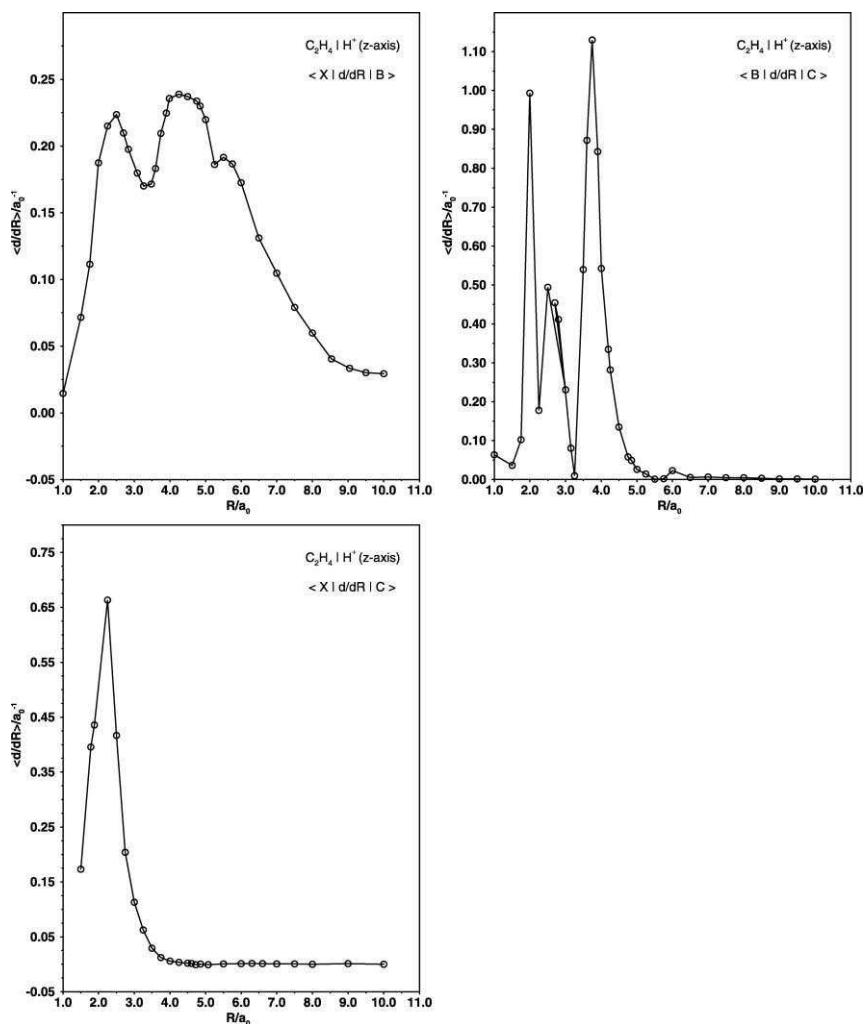 C₂H₄ | H⁺ (z-axis)
< X | d/dR | B >
0.25
0.20
0.15
0.10
0.05
0.00
-0.05
<d/dR>/a₀⁻¹
1.0 2.0 3.0 4.0 5.0 6.0 7.0 8.0 9.0 10.0 11.0
R/a₀
C₂H₄ | H⁺ (z-axis)
< B | d/dR | C >
1.10
1.00
0.90
0.80
0.70
0.60
0.50
0.40
0.30
0.20
0.10
0.00
<d/dR>/a₀⁻¹
1.0 2.0 3.0 4.0 5.0 6.0 7.0 8.0 9.0 10.0 11.0
R/a₀
C₂H₄ | H⁺ (z-axis)
< X | d/dR | C >
0.75
0.65
0.55
0.45
0.35
0.25
0.15
0.05
-0.05
<d/dR>/a₀⁻¹
1.0 2.0 3.0 4.0 5.0 6.0 7.0 8.0 9.0 10.0 11.0
R/a₀